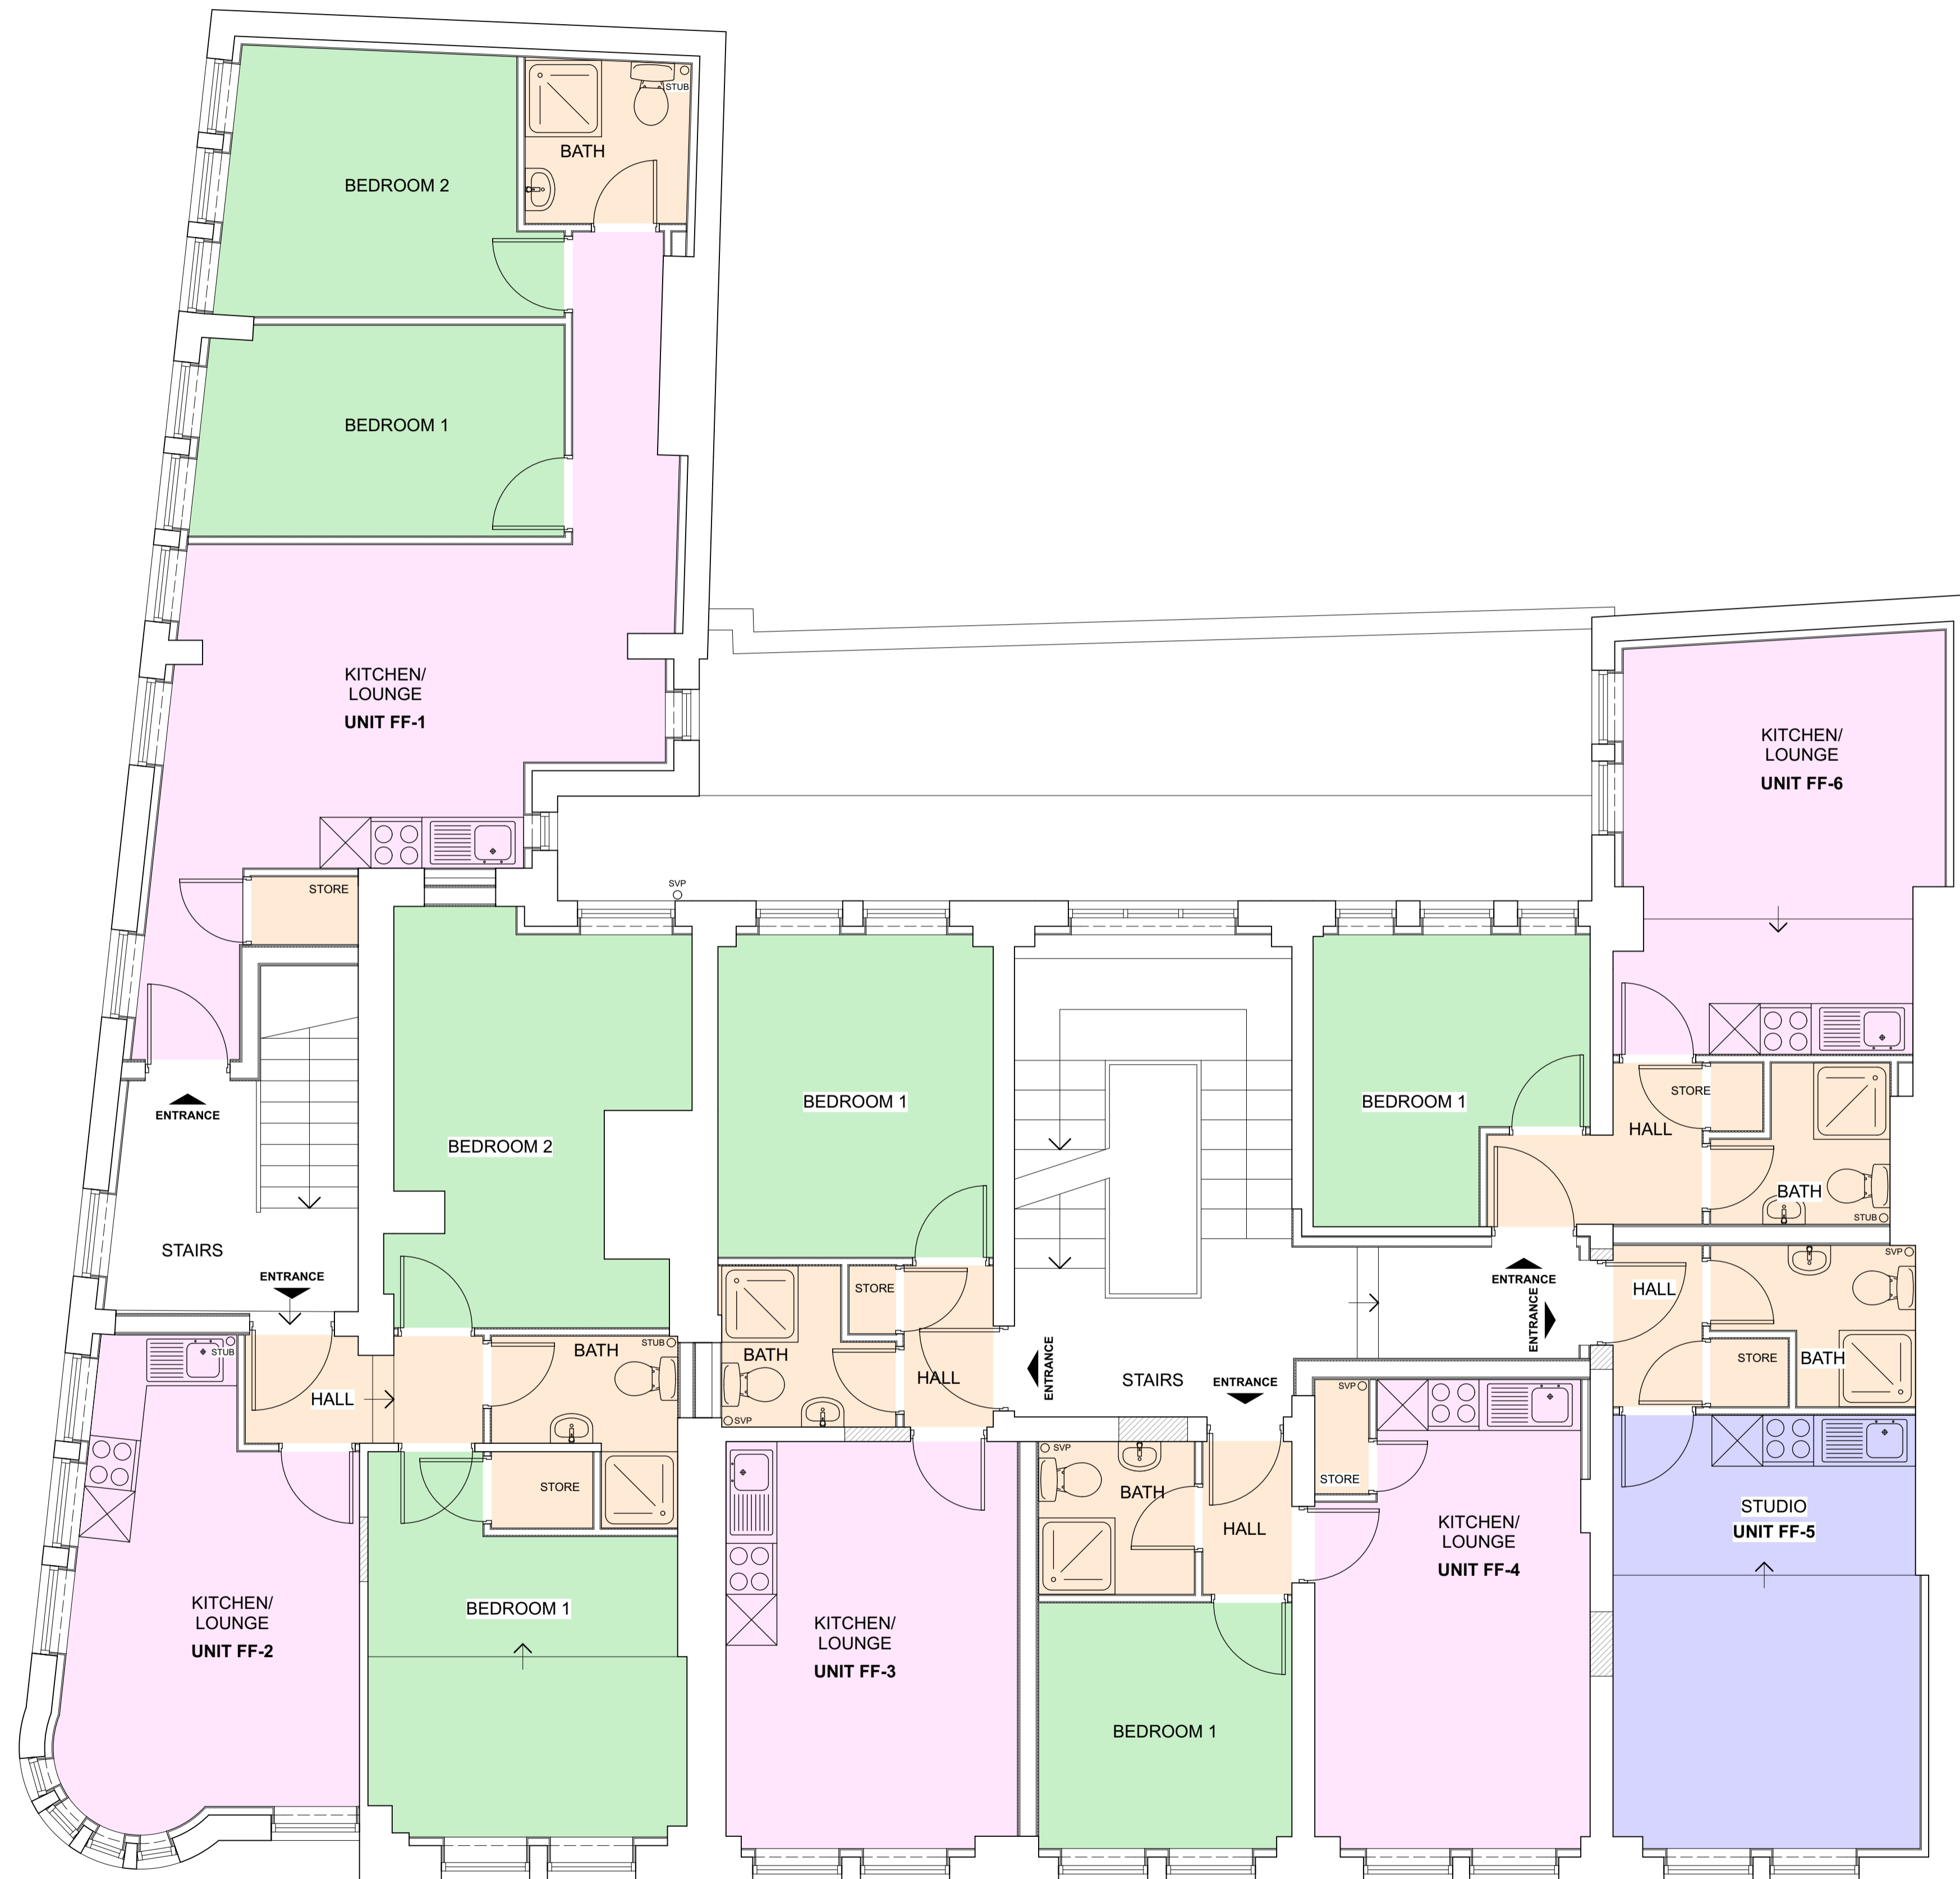 STUB
BATH
BEDROOM 2
BEDROOM 1
KITCHEN/
LOUNGE
UNIT FF-1
KITCHEN/
LOUNGE
UNIT FF-6
STORE
SVP
ENTRANCE
BEDROOM 2
BEDROOM 1
BEDROOM 1
STORE
HALL
BATH
STUB
STAIRS
ENTRANCE
ENTRANCE
ENTRANCE
HALL
SVP
STORE
BATH
STUB
STUB
BATH
HALL
STORE
BATH
HALL
SVP
ENTRANCE
STAIRS
ENTRANCE
SVP
STORE
SVP
BATH
HALL
STORE
BEDROOM 1
KITCHEN/
LOUNGE
UNIT FF-2
KITCHEN/
LOUNGE
UNIT FF-3
BEDROOM 1
KITCHEN/
LOUNGE
UNIT FF-4
STUDIO
UNIT FF-5